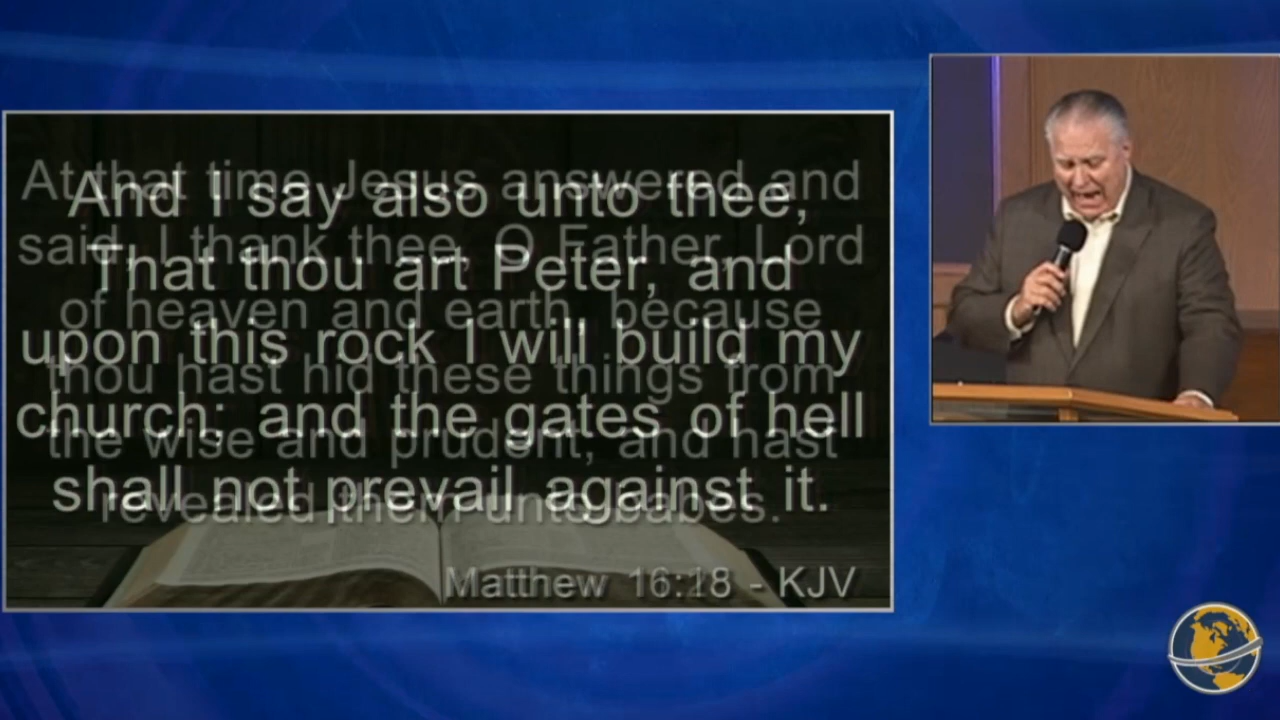 And I say also unto thee,
That thou art Peter, and
upon this rock I will build my
church; and the gates of hell
shall not prevail against it.
At that time Jesus answered and
said, I thank thee, O Father, Lord
of heaven and earth, because
thou hast hid these things from
the wise and prudent, and hast
revealed them unto babes.
Matthew 16:18 - KJV